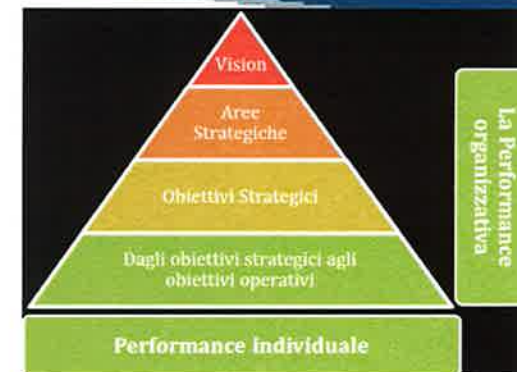 Vision
Aree
Strategiche
Obiettivi Strategici
Dagli obiettivi strategici agli
obiettivi operativi
Performance individuale
La Performance
organizzativa